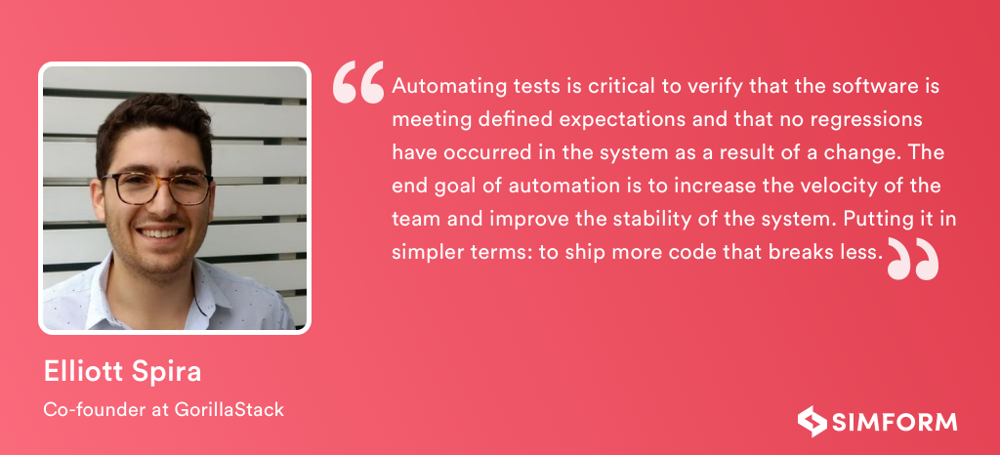 “Automating tests is critical to verify that the software is
meeting defined expectations and that no regressions
have occurred in the system as a result of a change. The
end goal of automation is to increase the velocity of the
team and improve the stability of the system. Putting it in
simpler terms: to ship more code that breaks less.”
Elliott Spira
Co-founder at GorillaStack
SIMFORM